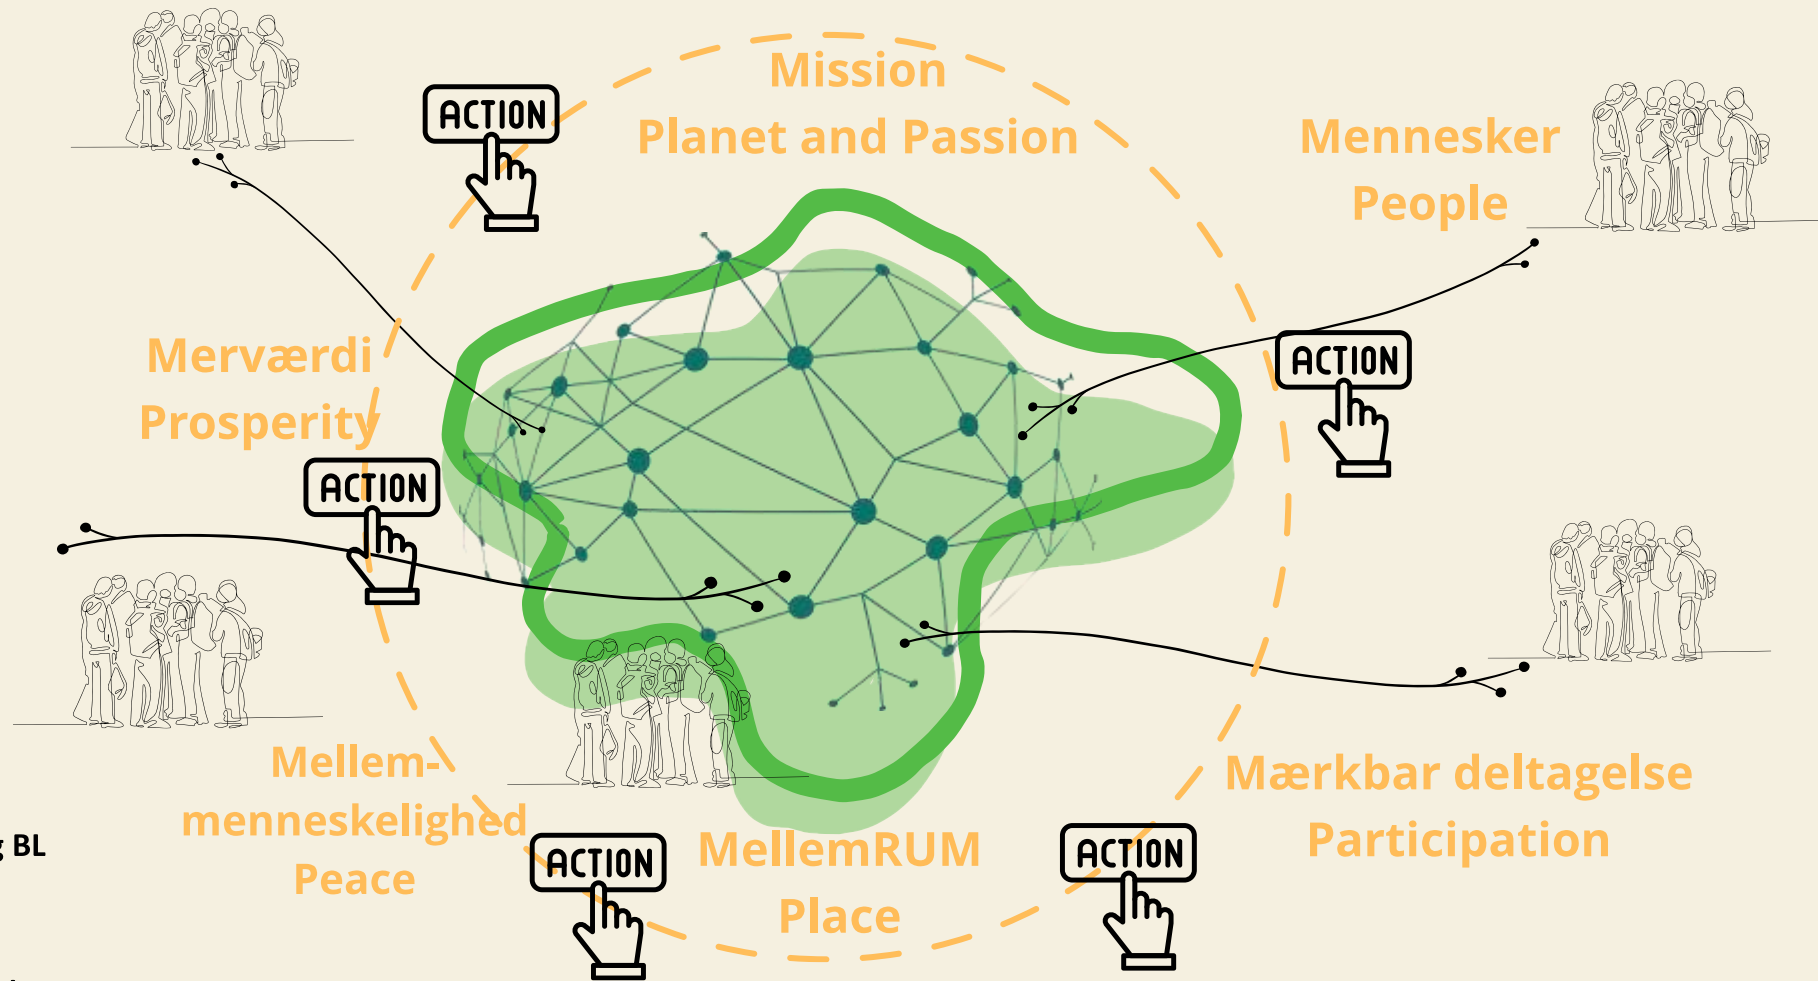 Mission
Planet and Passion
ACTION
Mennesker
People
Merværdi
Prosperity
ACTION
ACTION
Mellem-
menneskelighed
Peace
BL
ACTION
MellemRUM
Place
ACTION
Mærkbar deltagelse
Participation